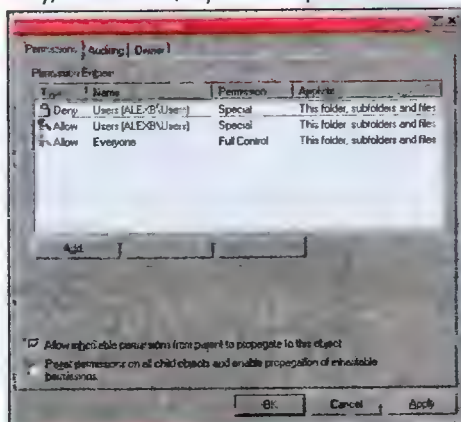 Permissions Auditing Owner
Permission Entries:
Type Name Permission Apply to
Deny Users (ALEXB\Users) Special This folder, subfolders and files
Allow Users (ALEXB\Users) Special This folder, subfolders and files
Allow Everyone Full Control This folder, subfolders and files
Add...
Allow inheritable permissions from parent to propagate to this object
Reset permissions on all child objects and enable propagation of inheritable
permissions.
OK Cancel Apply